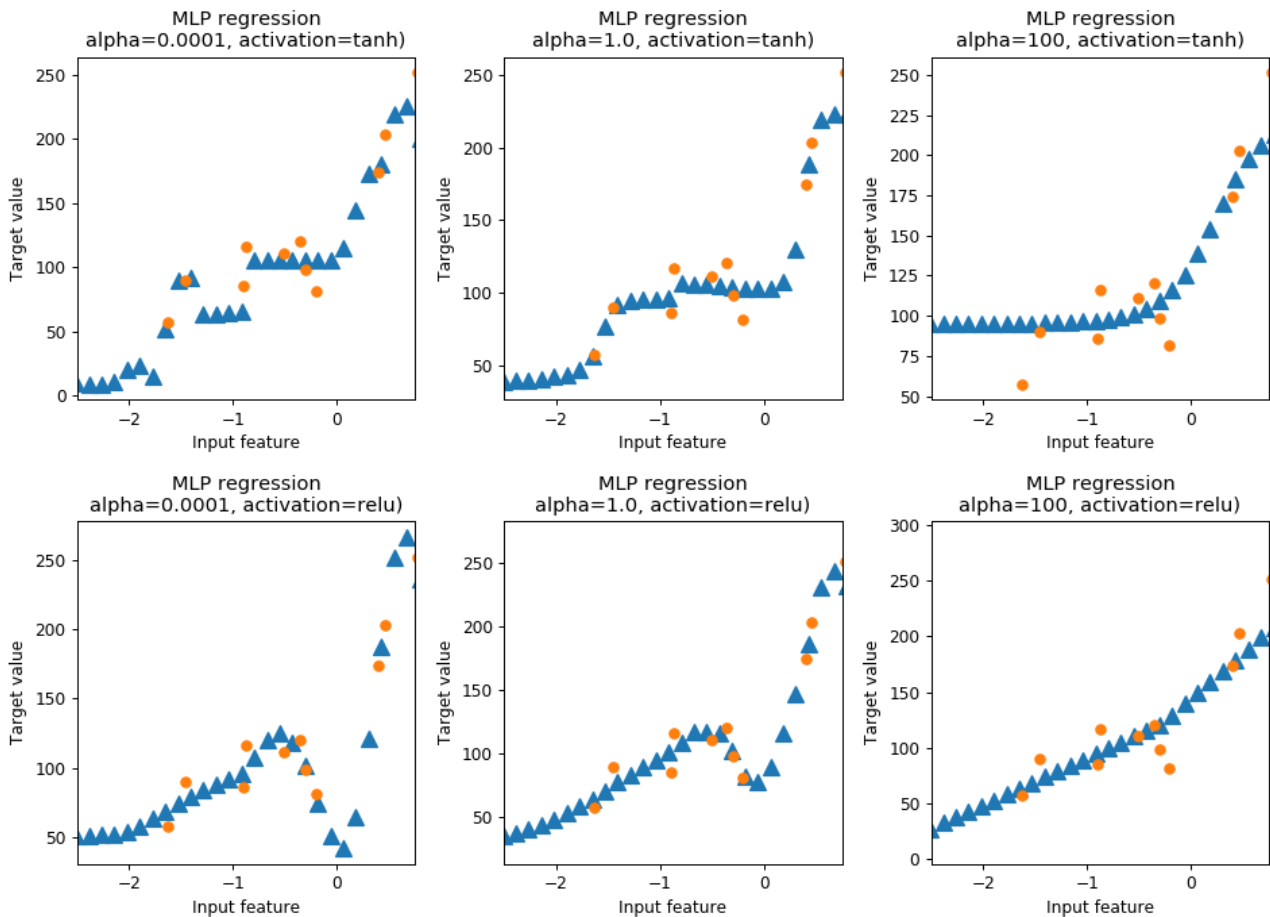 MLP regression
alpha=0.0001, activation=tanh)
250
200
150
100
50
0
Target value
−2
−1
0
Input feature
MLP regression
alpha=1.0, activation=tanh)
250
200
150
100
50
Target value
−2
−1
0
Input feature
MLP regression
alpha=100, activation=tanh)
250
225
200
175
150
125
100
75
50
Target value
−2
−1
0
Input feature
MLP regression
alpha=0.0001, activation=relu)
250
200
150
100
50
Target value
−2
−1
0
Input feature
MLP regression
alpha=1.0, activation=relu)
250
200
150
100
50
Target value
−2
−1
0
Input feature
MLP regression
alpha=100, activation=relu)
300
250
200
150
100
50
0
Target value
−2
−1
0
Input feature